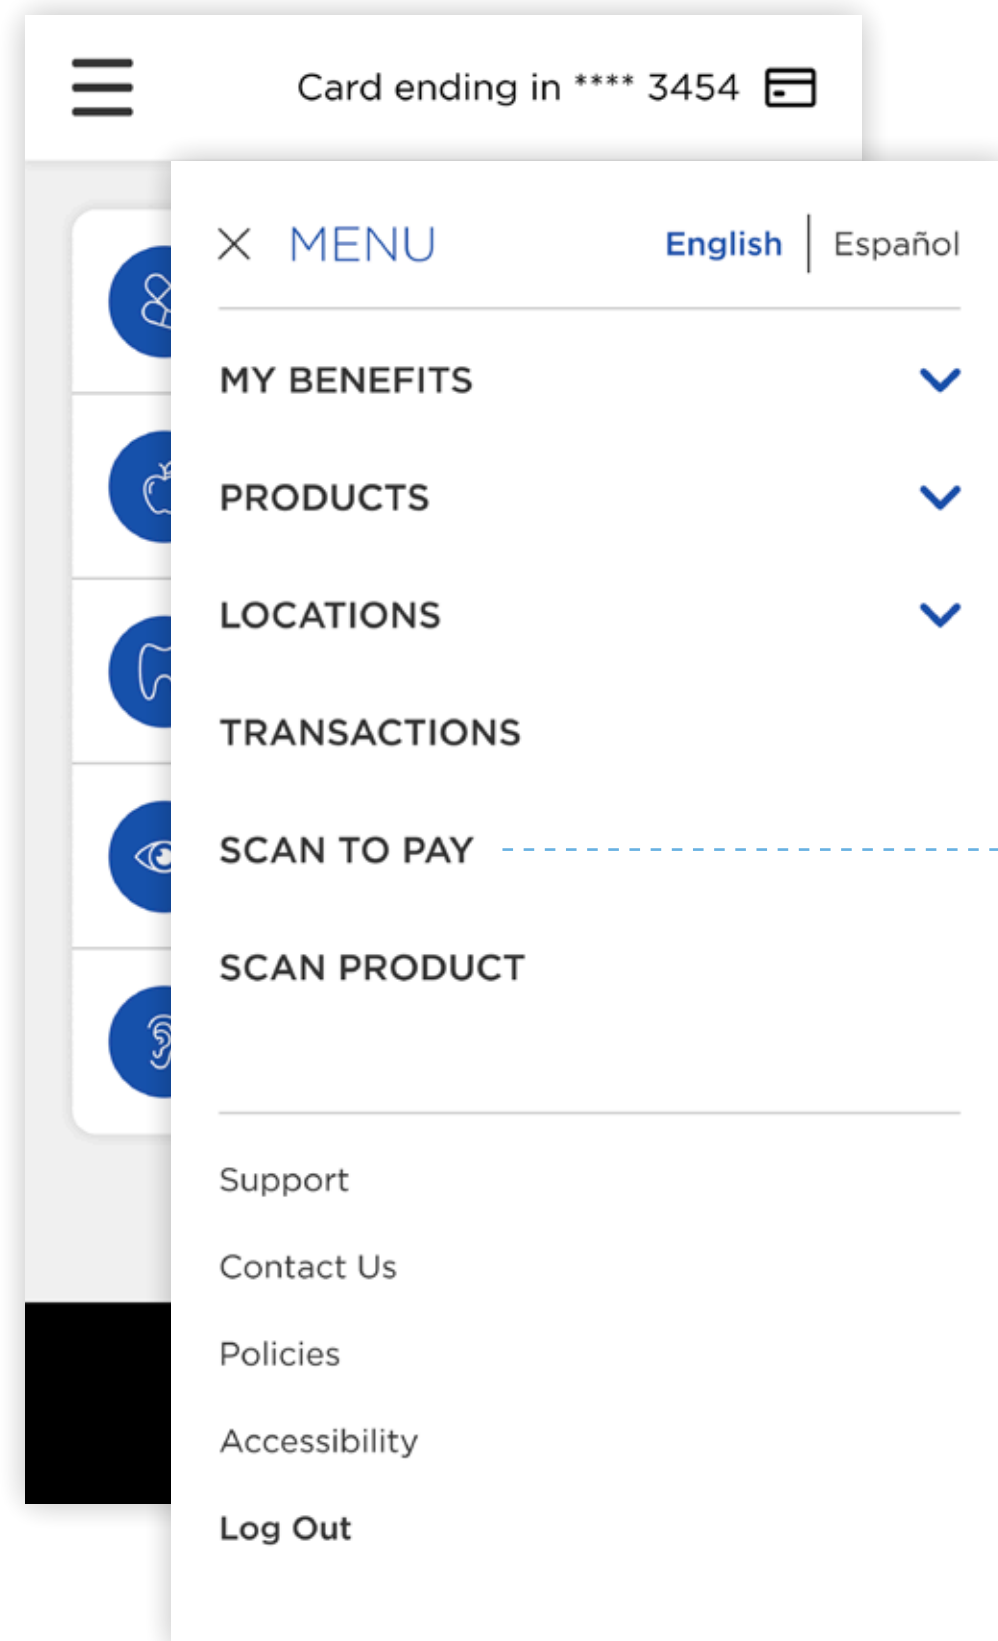 Card ending in **** 3454
MENU
English | Español
MY BENEFITS
PRODUCTS
LOCATIONS
TRANSACTIONS
SCAN TO PAY
SCAN PRODUCT
Support
Contact Us
Policies
Accessibility
Log Out